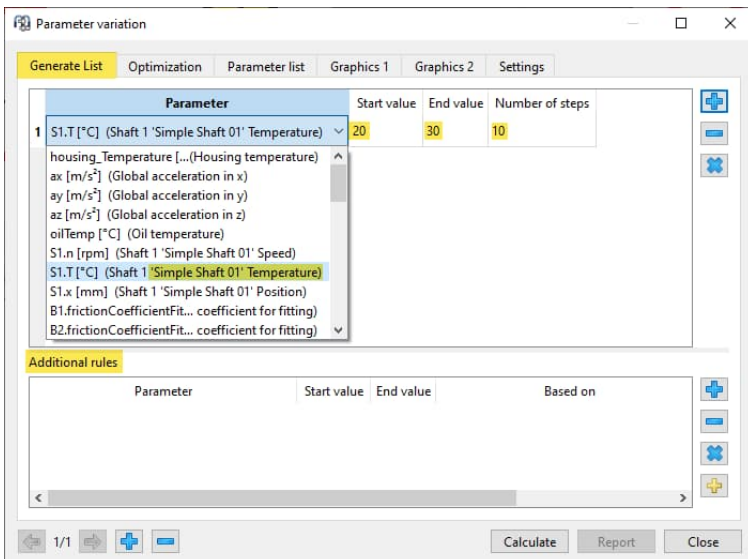 Parameter variation
Generate List Optimization Parameter list Graphics 1 Graphics 2 Settings
Parameter Start value End value Number of steps
1 S1.T [°C] (Shaft 1 'Simple Shaft 01' Temperature) 20 30 10
housing_Temperature [...(Housing temperature)
ax [m/s²] (Global acceleration in x)
ay [m/s²] (Global acceleration in y)
az [m/s²] (Global acceleration in z)
oilTemp [°C] (Oil temperature)
S1.n [rpm] (Shaft 1 'Simple Shaft 01' Speed)
S1.T [°C] (Shaft 1 'Simple Shaft 01' Temperature)
S1.x [mm] (Shaft 1 'Simple Shaft 01' Position)
B1.frictionCoefficientFit... coefficient for fitting)
B2.frictionCoefficientFit... coefficient for fitting)
Additional rules
Parameter Start value End value Based on
1/1 Calculate Report Close